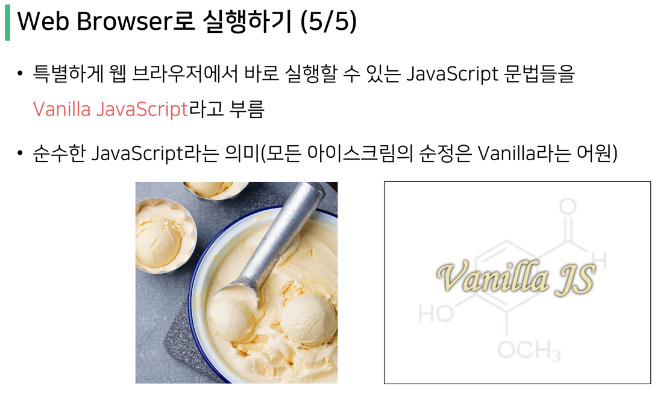 Web Browser로 실행하기 (5/5)
• 특별하게 웹 브라우저에서 바로 실행할 수 있는 JavaScript 문법들을
Vanilla JavaScript라고 부름
• 순수한 JavaScript라는 의미(모든 아이스크림의 순정은 Vanilla라는 어원)
O
H
Vanilla JS
HO
OCH₃